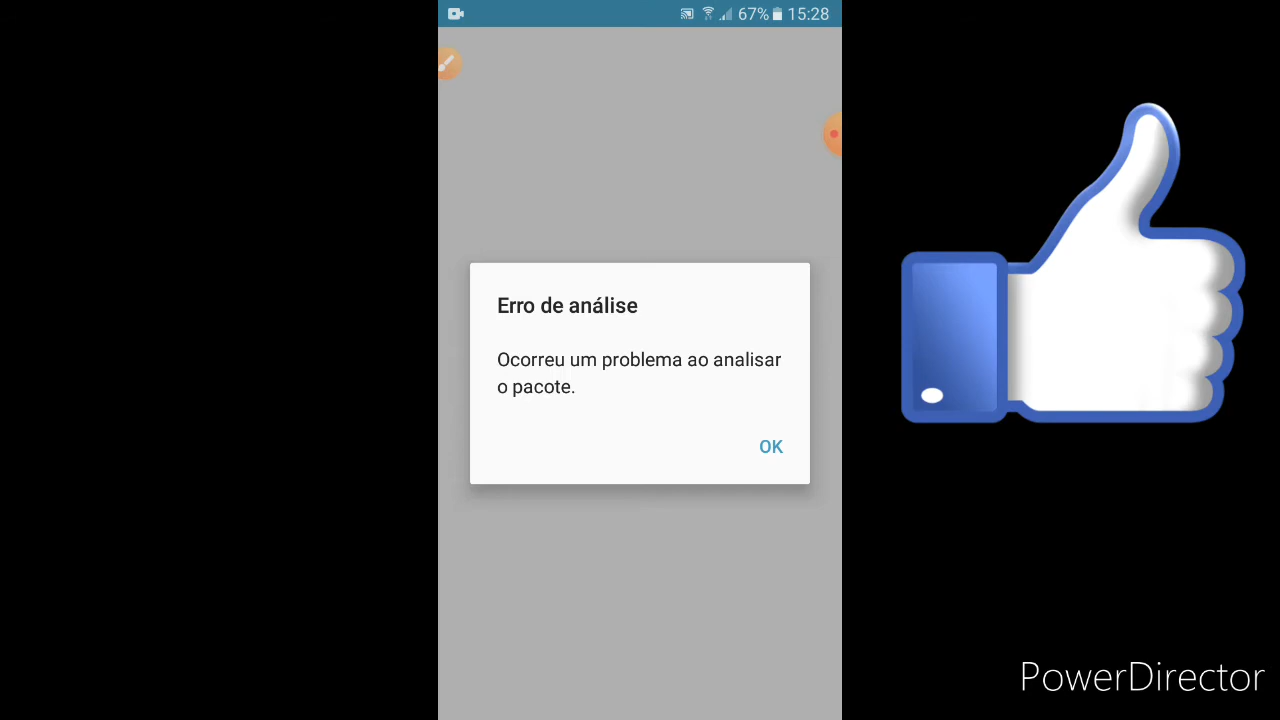 67% 15:28
Erro de análise
Ocorreu um problema ao analisar
o pacote.
OK
PowerDirector